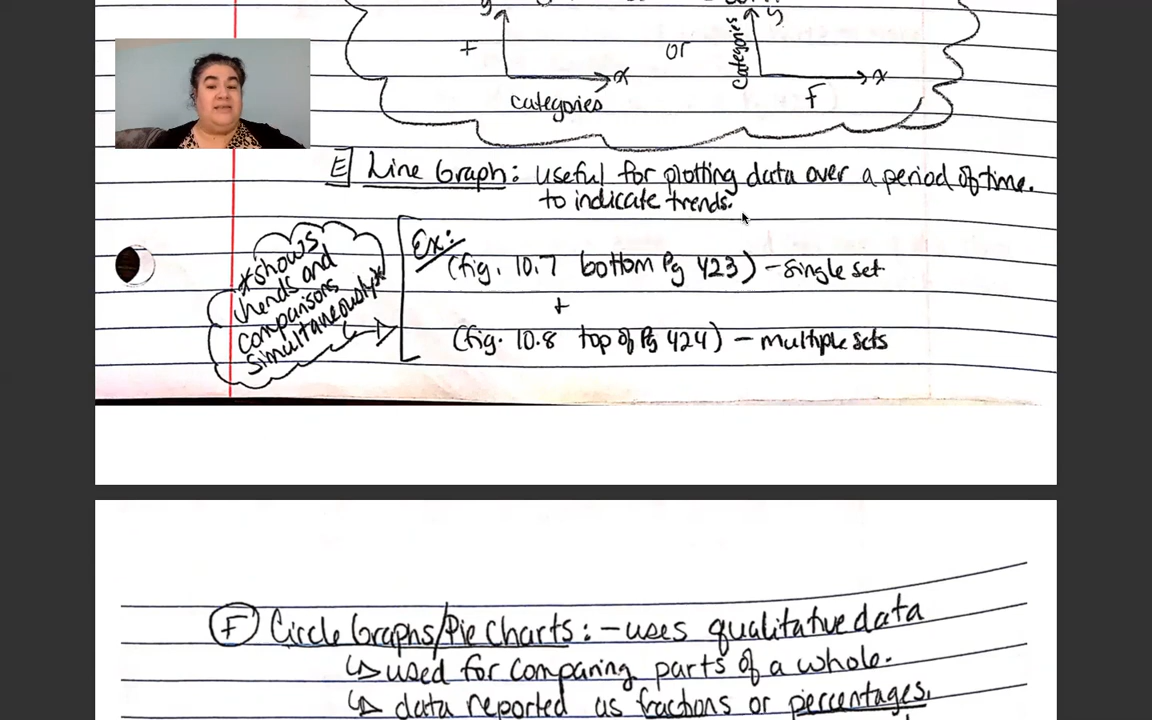 y
y
F
or
Categories
x
x
categories
F
E] Line Graph: useful for plotting data over a period of time.
to indicate trends.
*shows
trends and
comparisons
simultaneously*
Ex:
(fig. 10.7 bottom Pg 423) - single set
+
(fig. 10.8 top of Pg 424) - multiple sets
F Circle Graphs/Pie Charts: - uses qualitative data
↳ used for comparing parts of a whole.
↳ data reported as fractions or percentages.